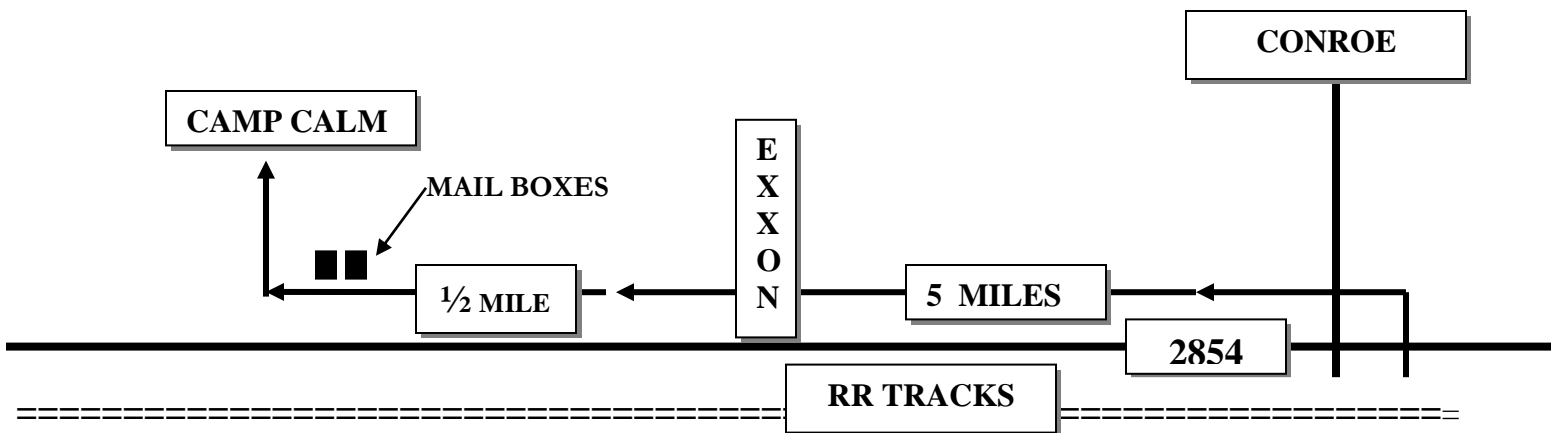 CONROE
CAMP CALM
MAIL BOXES
E
X
X
O
N
½ MILE
5 MILES
2854
RR TRACKS